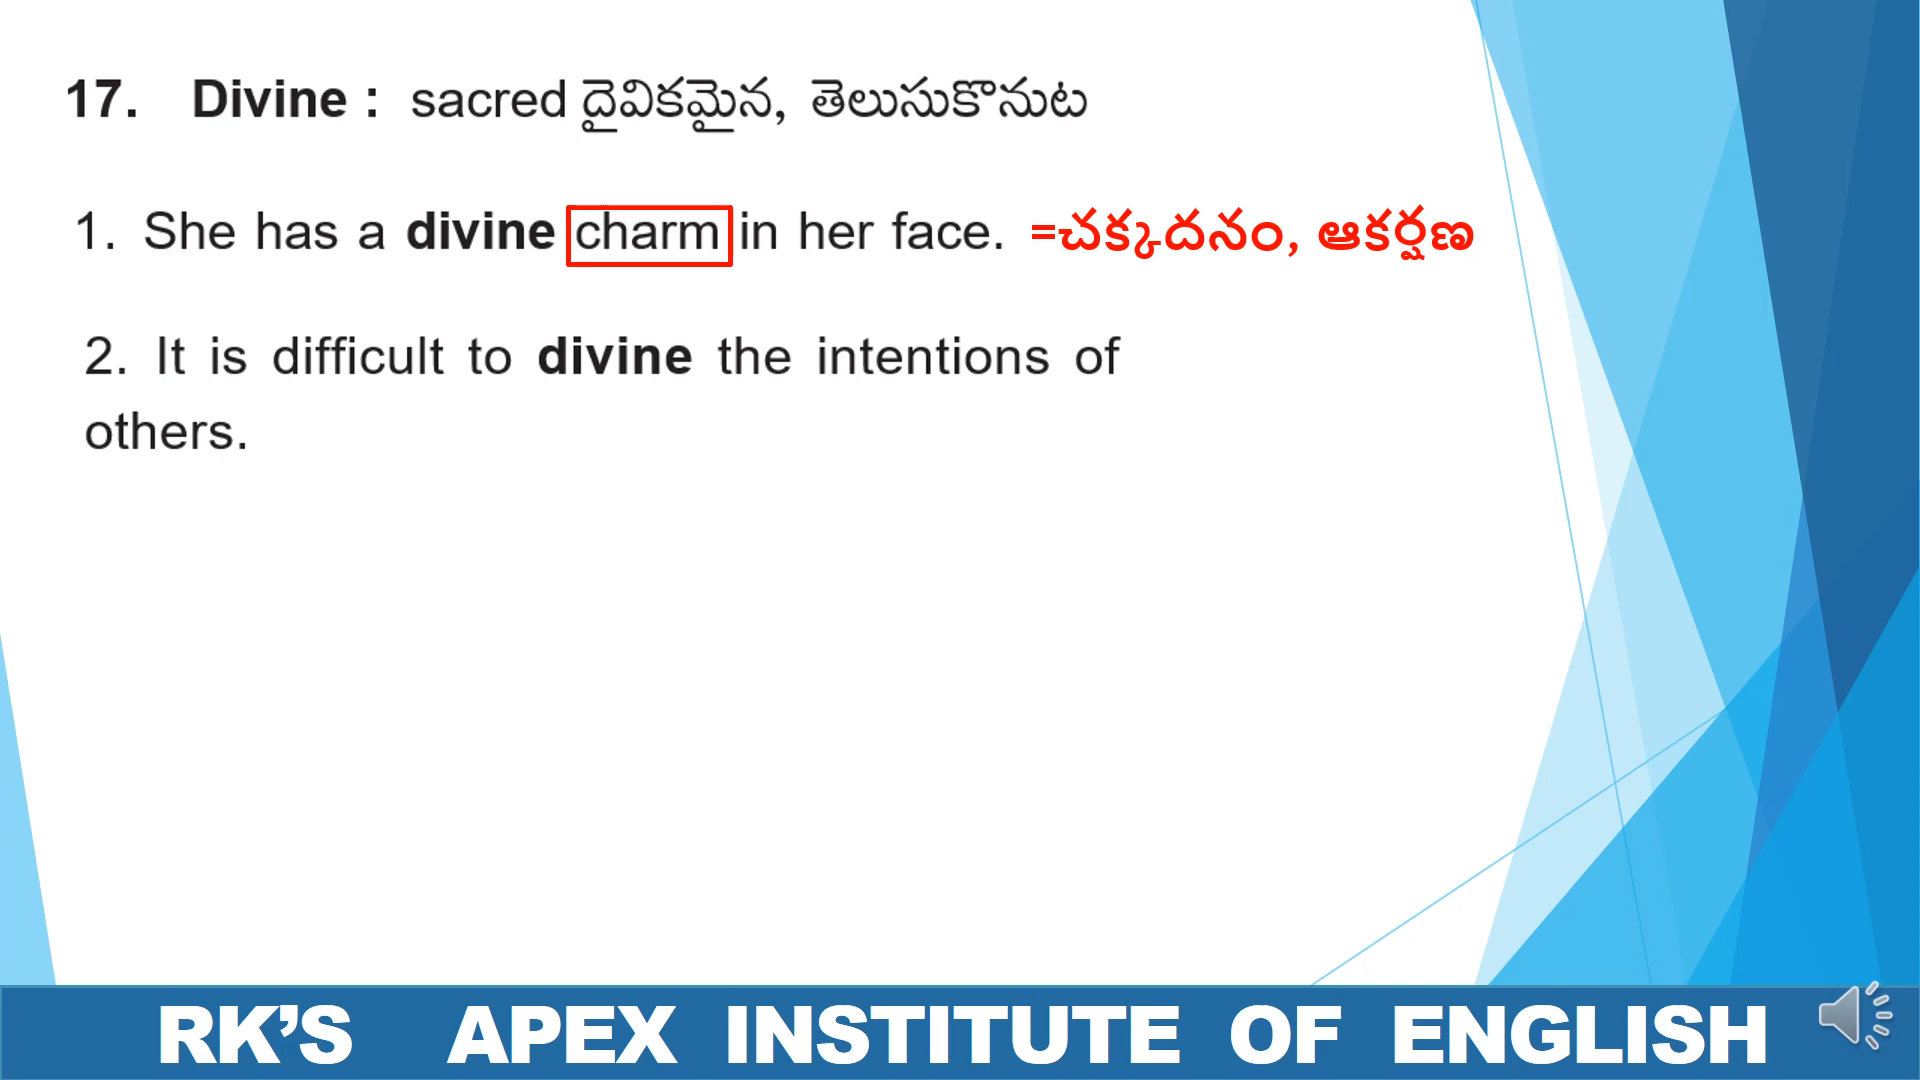 17. Divine : sacred దైవికమైన, తెలుసుకొనుట
1. She has a divine charm in her face. =చక్కదనం, ఆకర్షణ
2. It is difficult to divine the intentions of
others.
RK’S APEX INSTITUTE OF ENGLISH